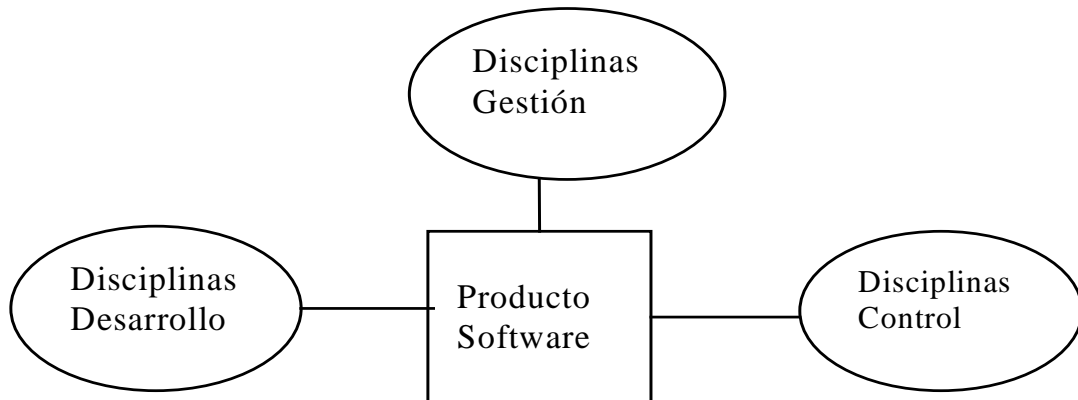 Disciplinas
Gestión
Disciplinas
Desarrollo
Producto
Software
Disciplinas
Control